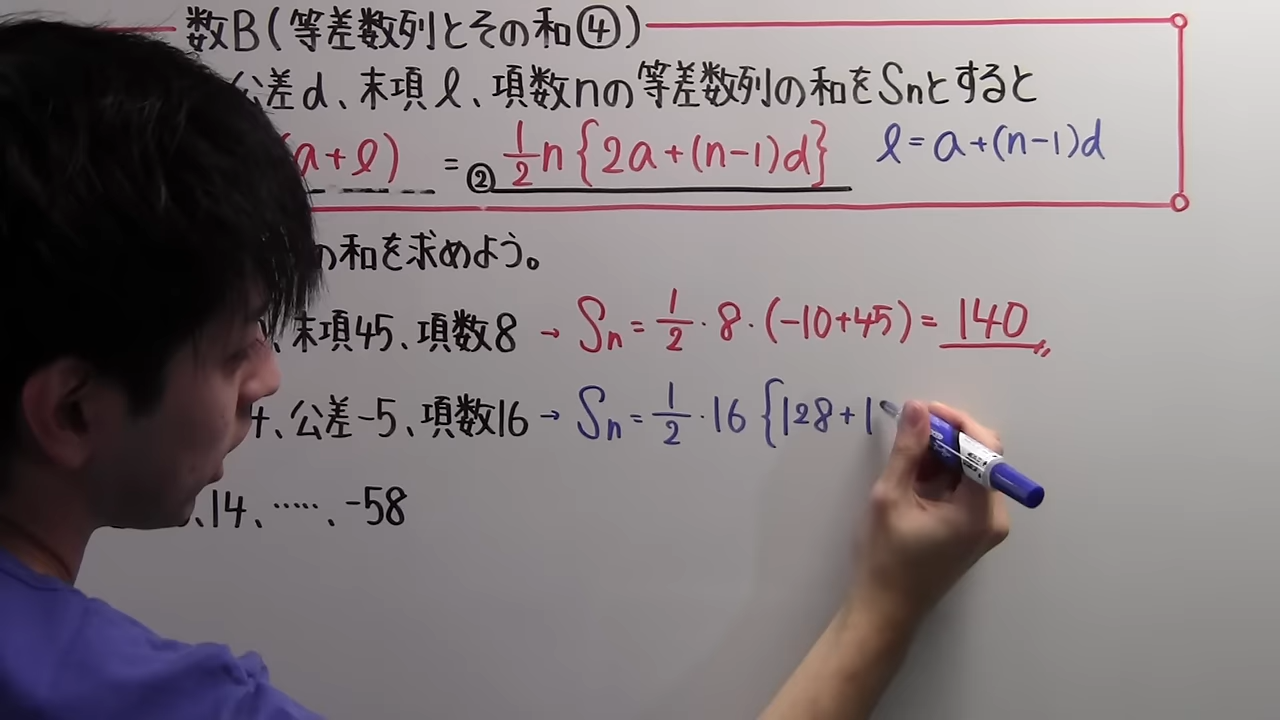 数B(等差数列とその和④)
公差d、末項ℓ、項数nの等差数列の和をSnとすると
(a+ℓ) = ② 1/2 n{2a+(n-1)d} ℓ=a+(n-1)d
の和を求めよう。
、末項45、項数8 → Sn=1/2・8・(-10+45)=140
4、公差-5、項数16 → Sn=1/2・16{128+1
、14、……、-58